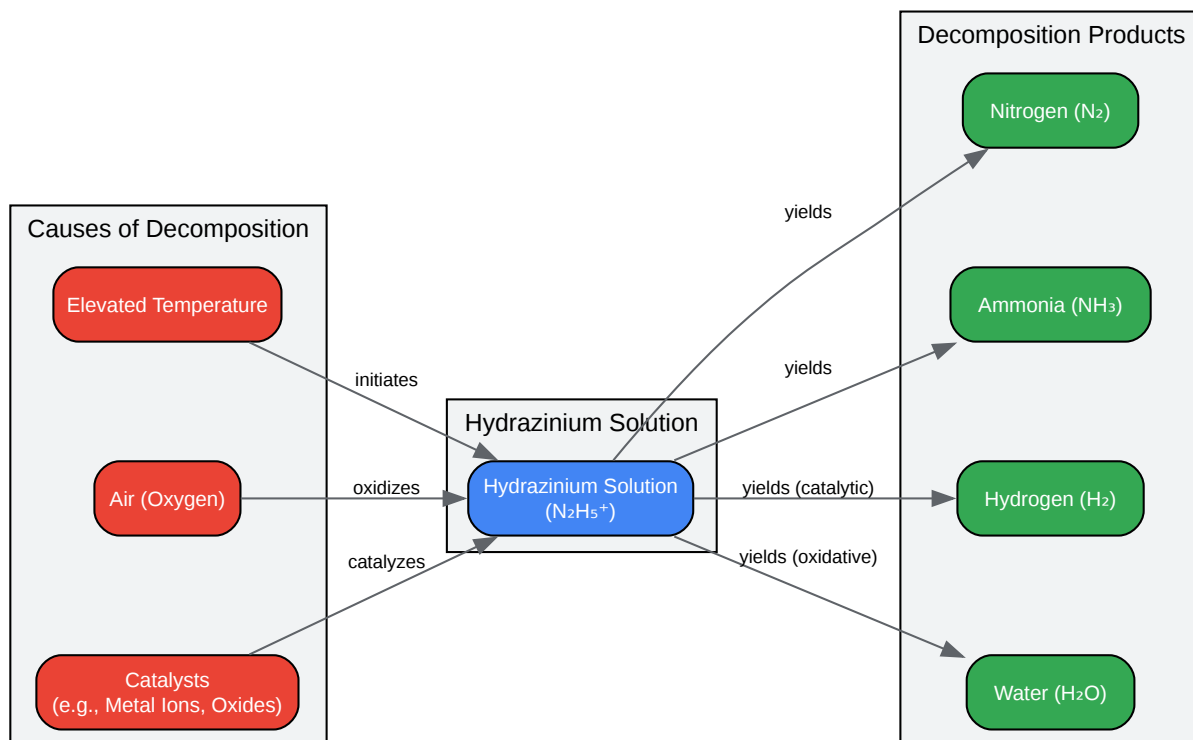 Causes of Decomposition
Elevated Temperature
Air (Oxygen)
Catalysts
(e.g., Metal Ions, Oxides)
initiates
oxidizes
catalyzes
Hydrazinium Solution
Hydrazinium Solution
(N₂H₅⁺)
yields
yields
yields (catalytic)
yields (oxidative)
Decomposition Products
Nitrogen (N₂)
Ammonia (NH₃)
Hydrogen (H₂)
Water (H₂O)